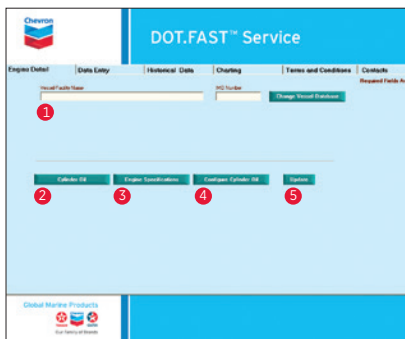 Chevron
DOT.FAST™ Service
Engine Detail
Data Entry
Historical Data
Charting
Terms and Conditions
Contacts
Required Fields
Vessel/Facility Name
IMO Number
Change Vessel Database
1
Cylinder Oil
Engine Specifications
Configure Cylinder Oil
Update
2
3
4
5
Global Marine Products
Our Family of Brands